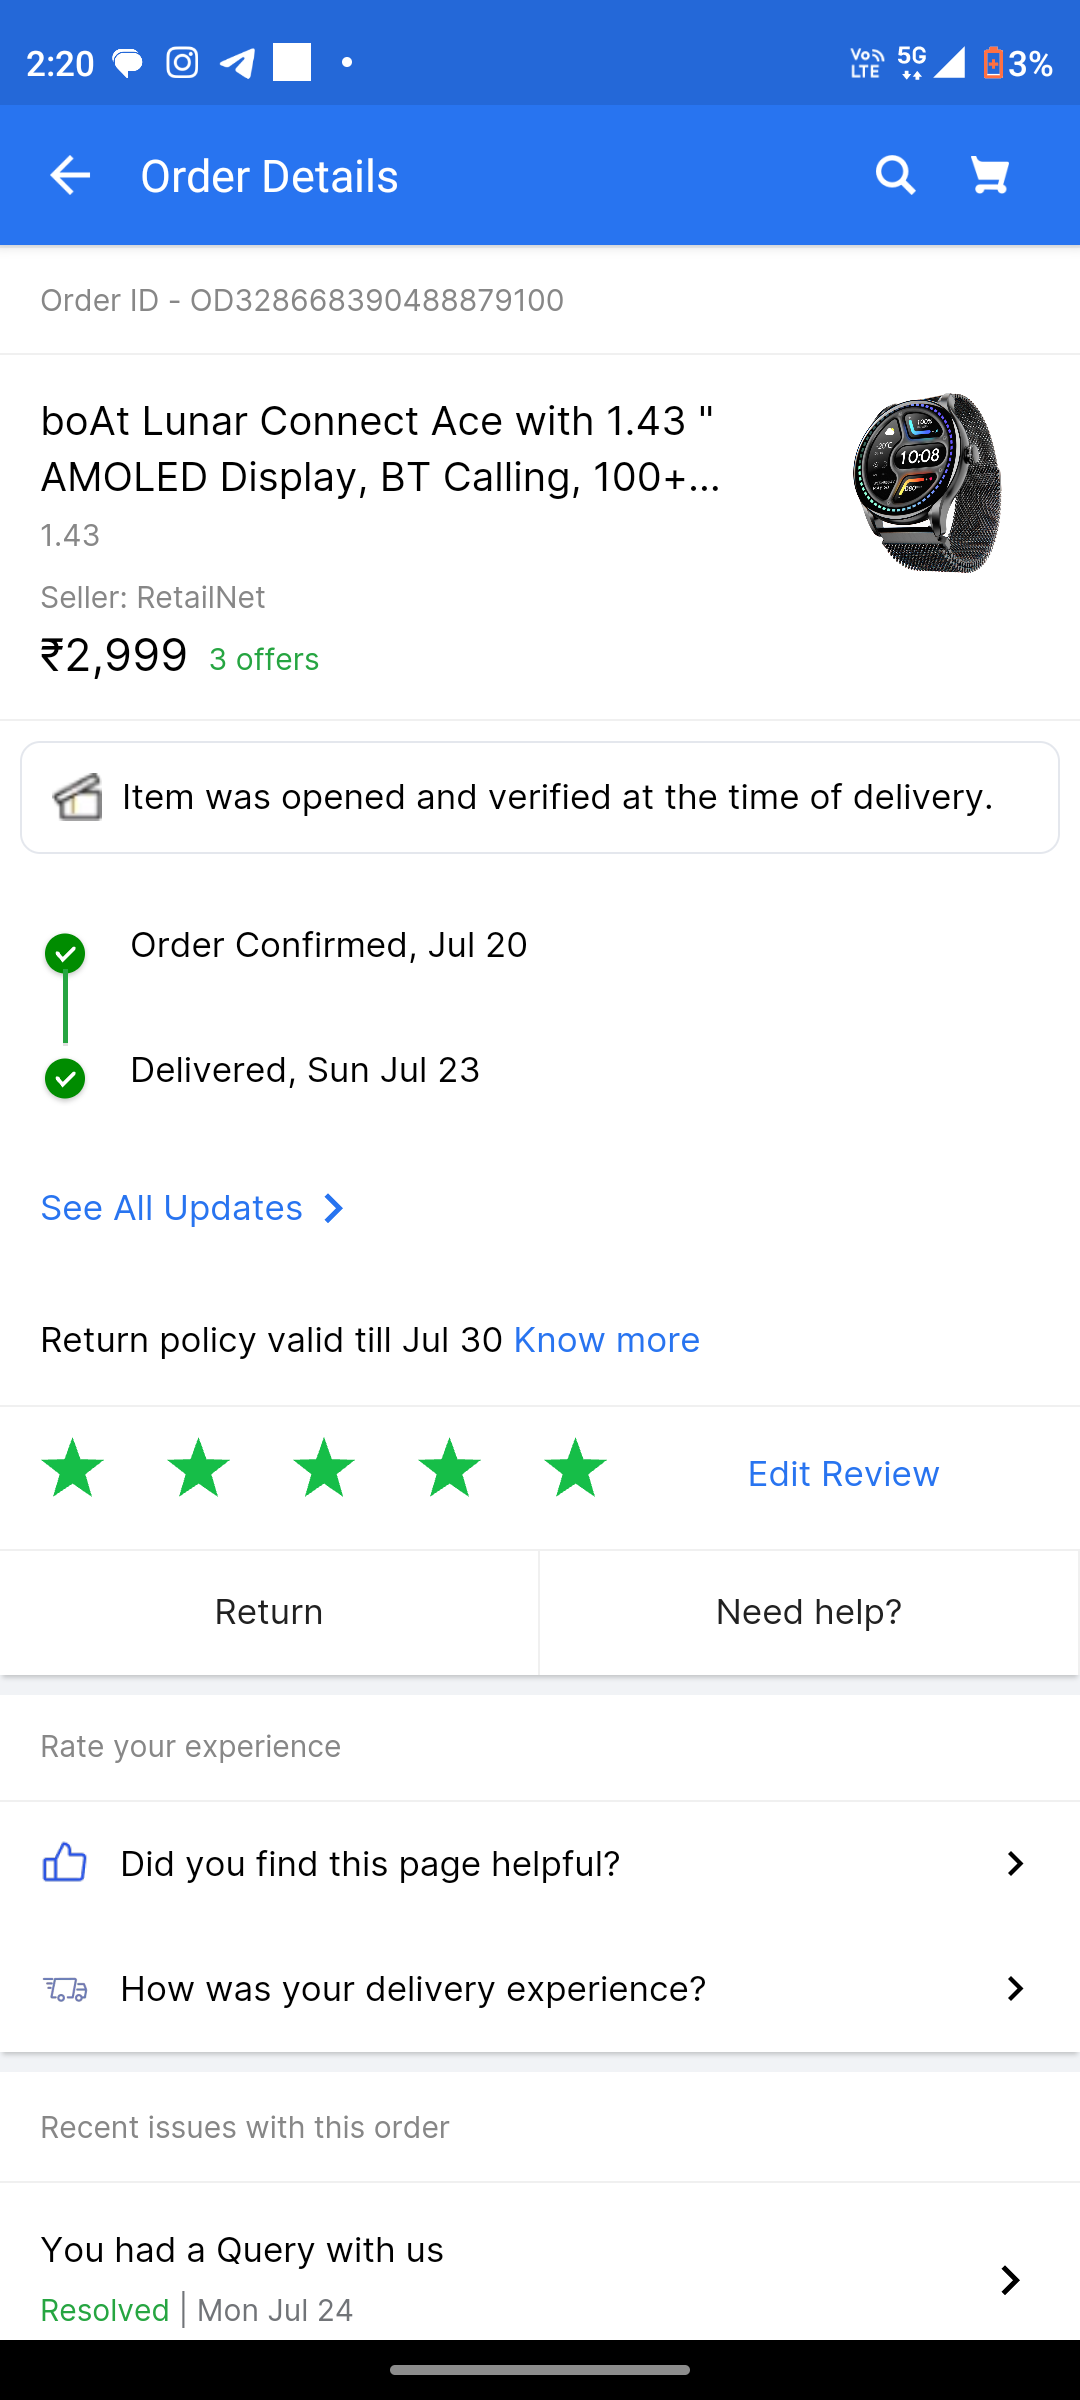 2:20
Vo LTE 5G 3%
Order Details
Order ID - OD328668390488879100
boAt Lunar Connect Ace with 1.43 "
AMOLED Display, BT Calling, 100+...
10:08
1.43
Seller: RetailNet
₹2,999 3 offers
Item was opened and verified at the time of delivery.
Order Confirmed, Jul 20
Delivered, Sun Jul 23
See All Updates
Return policy valid till Jul 30 Know more
Edit Review
Return
Need help?
Rate your experience
Did you find this page helpful?
How was your delivery experience?
Recent issues with this order
You had a Query with us
Resolved | Mon Jul 24